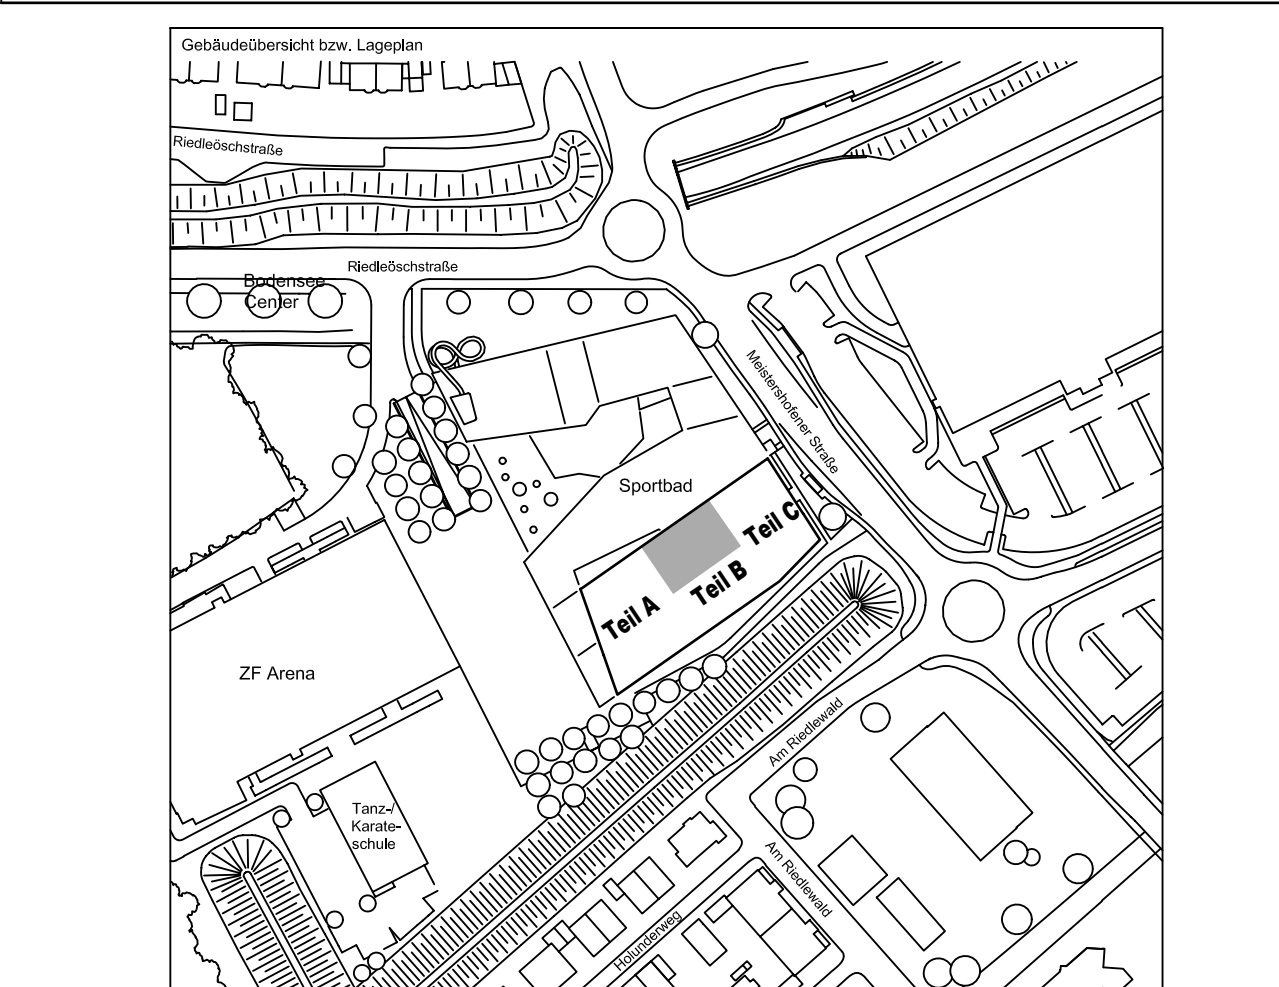 Gebäudeübersicht bzw. Lageplan
Riedleöschstraße
Riedleöschstraße
Bodensee
Center
Meistershofener Straße
Sportbad
Teil C
Teil B
Teil A
ZF Arena
Am Riedlewald
Tanz-/
Karate-
schule
Am Riedlewald
Holunderweg